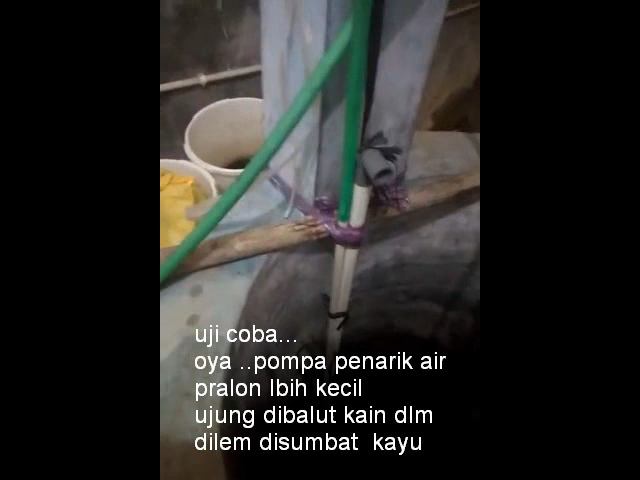 uji coba...
oya ..pompa penarik air
pralon lbih kecil
ujung dibalut kain dlm
dilem disumbat  kayu